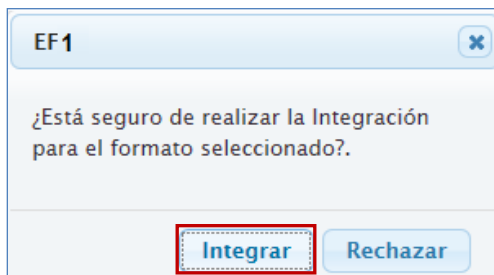 EF1
¿Está seguro de realizar la Integración
para el formato seleccionado?.
Integrar
Rechazar